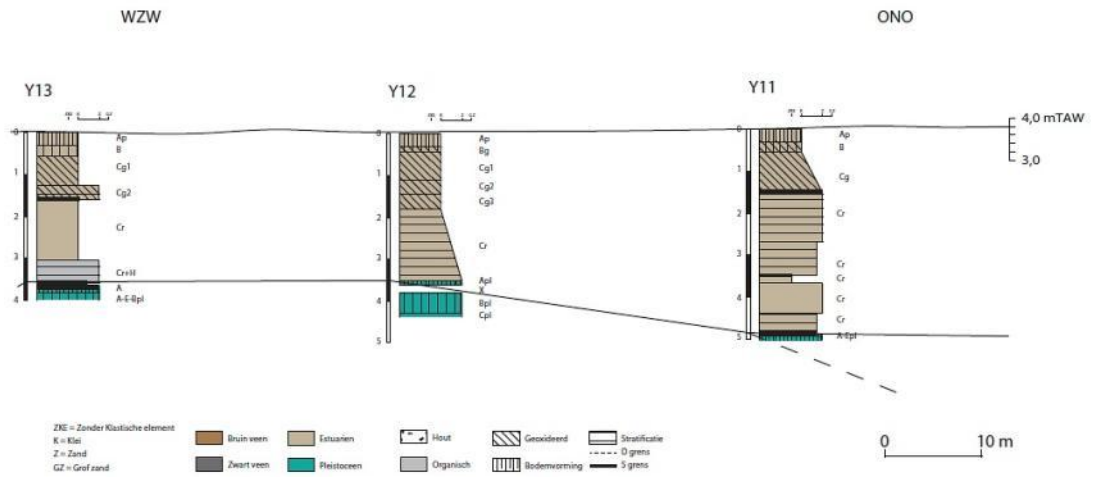 WZW ONO
Y13 Y12 Y11
4,0 mTAW
3,0
0
Ap
B
Cg1
1
Cg2
2
Cr
3
Cr+H
A
4
A-E-Bpl
0
Ap
Bg
1
Cg1
Cg2
Cg3
2
Cr
3
Apl
X
4
Bpl
Cpl
5
0
Ap
B
1
Cg
2
Cr
3
Cr
Cr
4
Cr
Cr
5
A-Epl
ZKE = Zonder Klastische element
K = Klei
Z = Zand
GZ = Grof zand
Bruin veen Estuarien Hout Geoxideerd Stratificatie
D grens
Zwart veen Pleistoceen Organisch Bodemvorming S grens
0 10 m